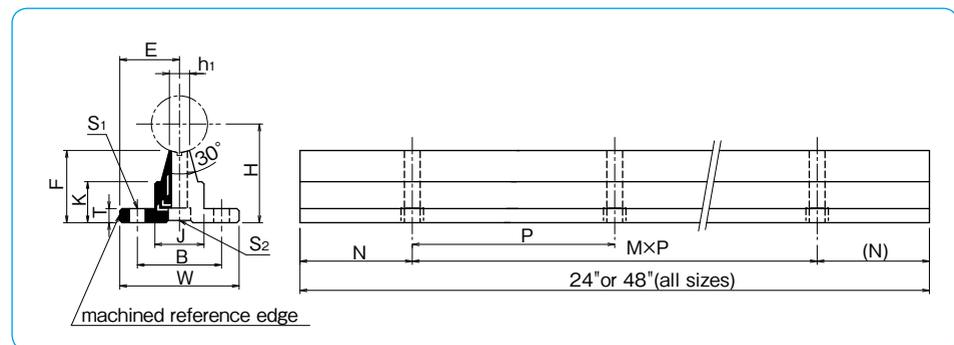 E
h1
S1
30°
H
F
K
T
J
S2
B
W
machined reference edge
P
N
M×P
(N)
24"or 48"(all sizes)